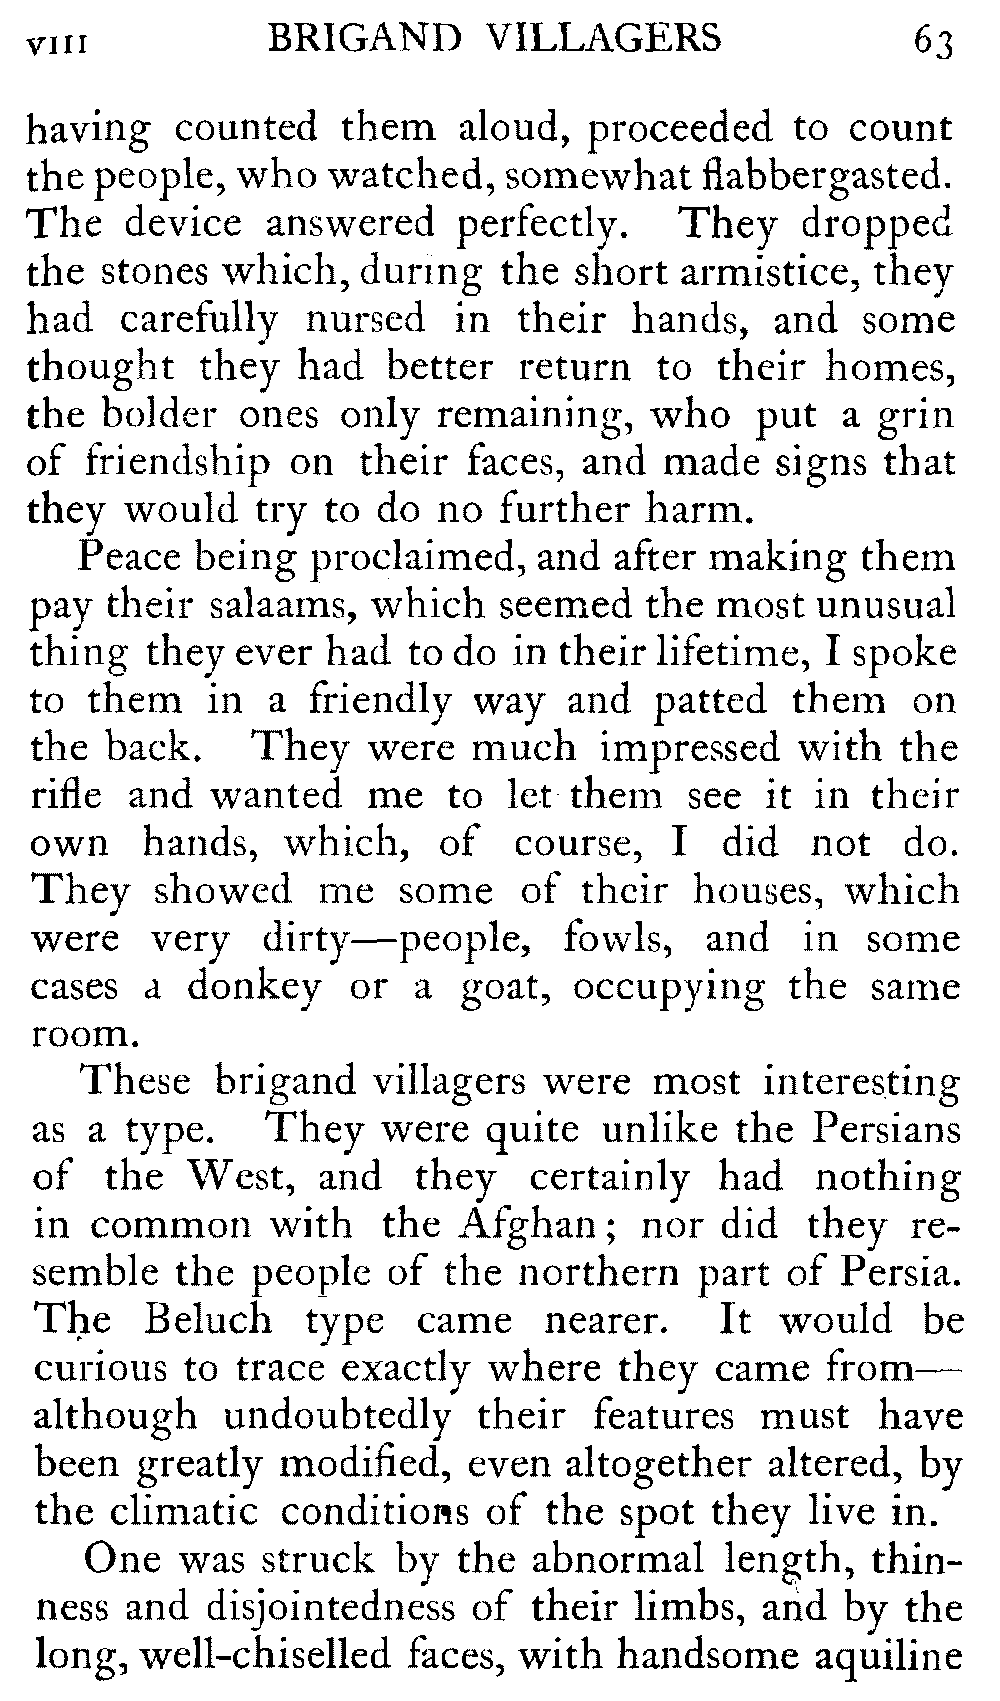 VIII BRIGAND VILLAGERS 63
having counted them aloud, proceeded to count
the people, who watched, somewhat flabbergasted.
The device answered perfectly. They dropped
the stones which, during the short armistice, they
had carefully nursed in their hands, and some
thought they had better return to their homes,
the bolder ones only remaining, who put a grin
of friendship on their faces, and made signs that
they would try to do no further harm.
Peace being proclaimed, and after making them
pay their salaams, which seemed the most unusual
thing they ever had to do in their lifetime, I spoke
to them in a friendly way and patted them on
the back. They were much impressed with the
rifle and wanted me to let them see it in their
own hands, which, of course, I did not do.
They showed me some of their houses, which
were very dirty—people, fowls, and in some
cases a donkey or a goat, occupying the same
room.
These brigand villagers were most interesting
as a type. They were quite unlike the Persians
of the West, and they certainly had nothing
in common with the Afghan; nor did they re-
semble the people of the northern part of Persia.
The Beluch type came nearer. It would be
curious to trace exactly where they came from—
although undoubtedly their features must have
been greatly modified, even altogether altered, by
the climatic conditions of the spot they live in.
One was struck by the abnormal length, thin-
ness and disjointedness of their limbs, and by the
long, well-chiselled faces, with handsome aquiline